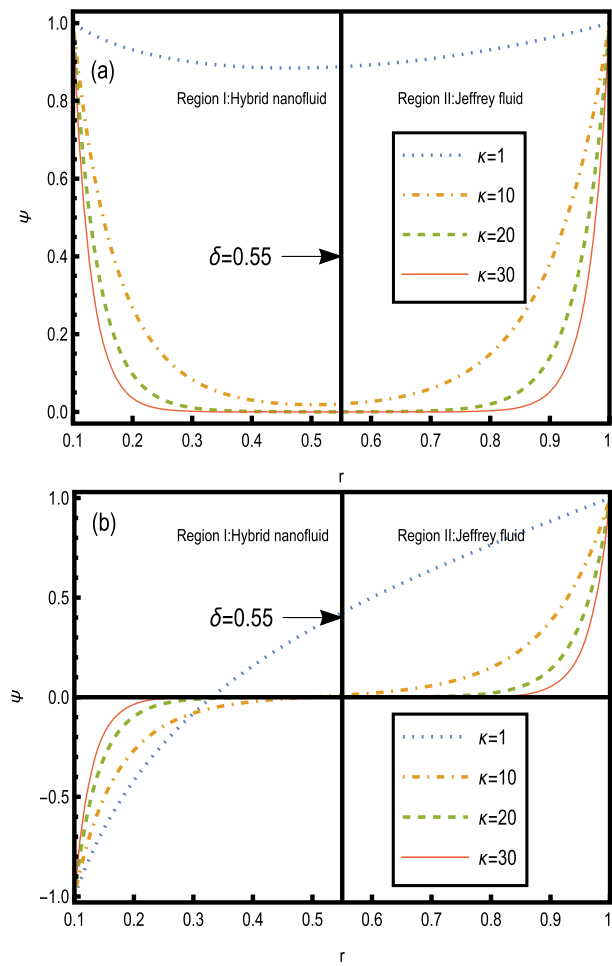 1.0
(a)
Region I:Hybrid nanofluid Region II:Jeffrey fluid
0.8
κ=1
κ=10
0.6
κ=20
ψ
δ=0.55
κ=30
0.4
0.2
0.0
0.1 0.2 0.3 0.4 0.5 0.6 0.7 0.8 0.9 1
r
1.0
(b)
Region I:Hybrid nanofluid Region II:Jeffrey fluid
0.5
δ=0.55
ψ
0.0
κ=1
κ=10
-0.5
κ=20
κ=30
-1.0
0.1 0.2 0.3 0.4 0.5 0.6 0.7 0.8 0.9 1
r